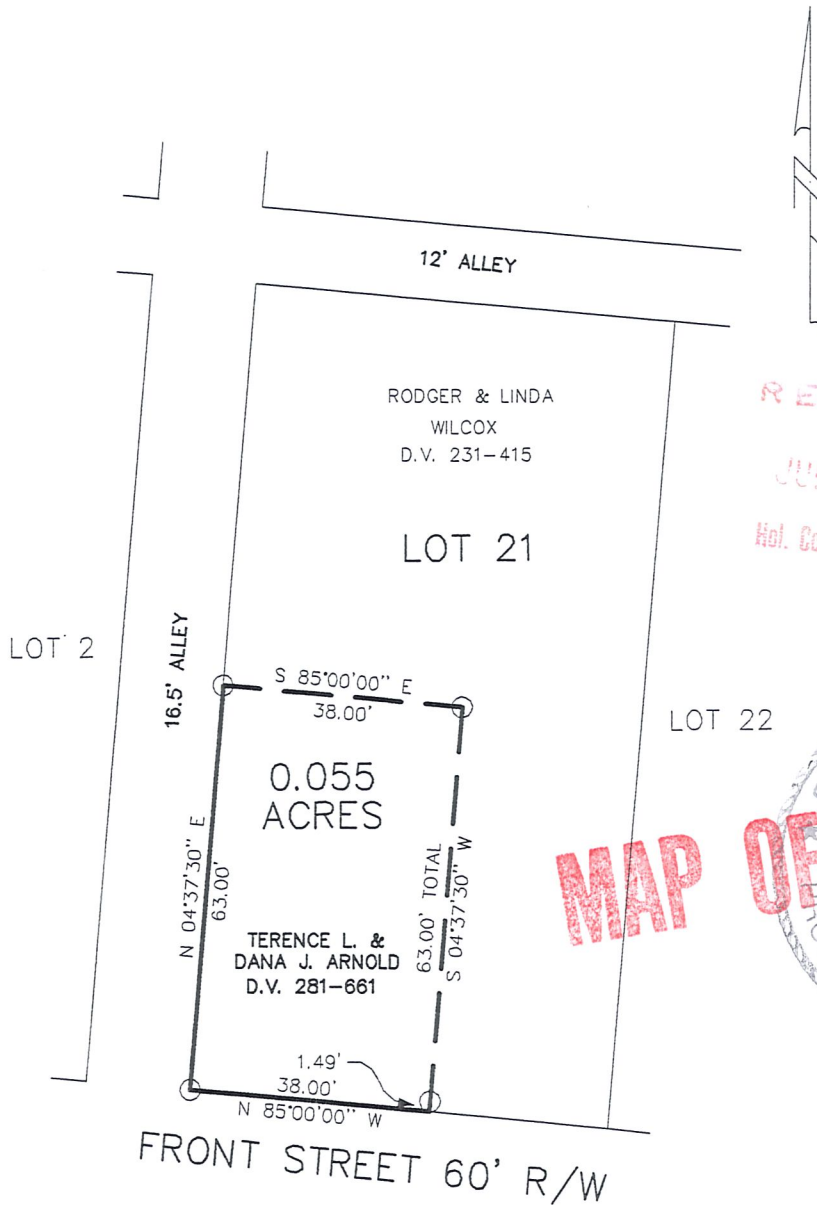 12' ALLEY
RODGER & LINDA
WILCOX
D.V. 231-415
LOT 21
LOT 2
16.5' ALLEY
S 85°00'00" E
38.00'
LOT 22
0.055
ACRES
N 04°37'30" E
63.00'
63.00' TOTAL
S 04°37'30" W
MAP OF
TERENCE L. &
DANA J. ARNOLD
D.V. 281-661
1.49'
38.00'
N 85°00'00" W
FRONT STREET 60' R/W